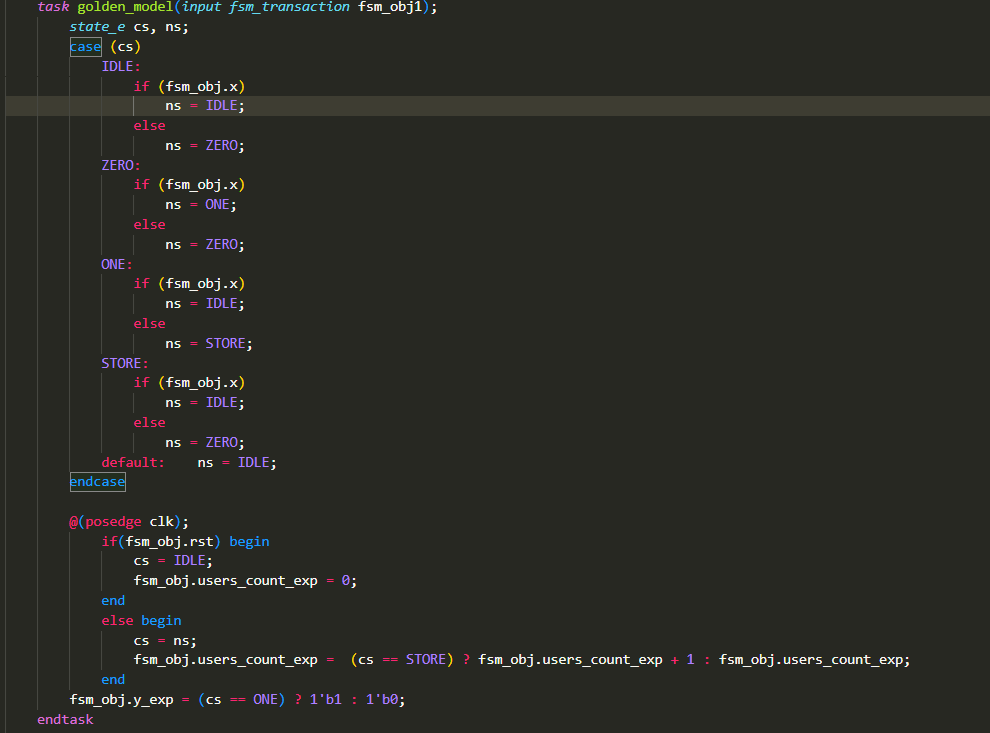 task golden_model(input fsm_transaction fsm_obj1);
state_e cs, ns;
case (cs)
IDLE:
if (fsm_obj.x)
ns = IDLE;
else
ns = ZERO;
ZERO:
if (fsm_obj.x)
ns = ONE;
else
ns = ZERO;
ONE:
if (fsm_obj.x)
ns = IDLE;
else
ns = STORE;
STORE:
if (fsm_obj.x)
ns = IDLE;
else
ns = ZERO;
default: ns = IDLE;
endcase
@(posedge clk);
if(fsm_obj.rst) begin
cs = IDLE;
fsm_obj.users_count_exp = 0;
end
else begin
cs = ns;
fsm_obj.users_count_exp = (cs == STORE) ? fsm_obj.users_count_exp + 1 : fsm_obj.users_count_exp;
end
fsm_obj.y_exp = (cs == ONE) ? 1'b1 : 1'b0;
endtask